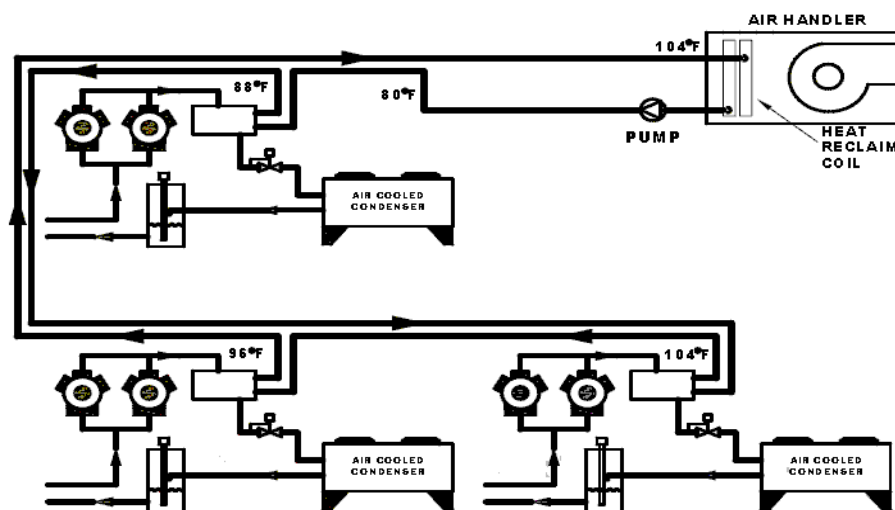 AIR HANDLER
104°F
88°F
80°F
PUMP
HEAT
RECLAIM
COIL
AIR COOLED
CONDENSER
96°F
104°F
AIR COOLED
CONDENSER
AIR COOLED
CONDENSER